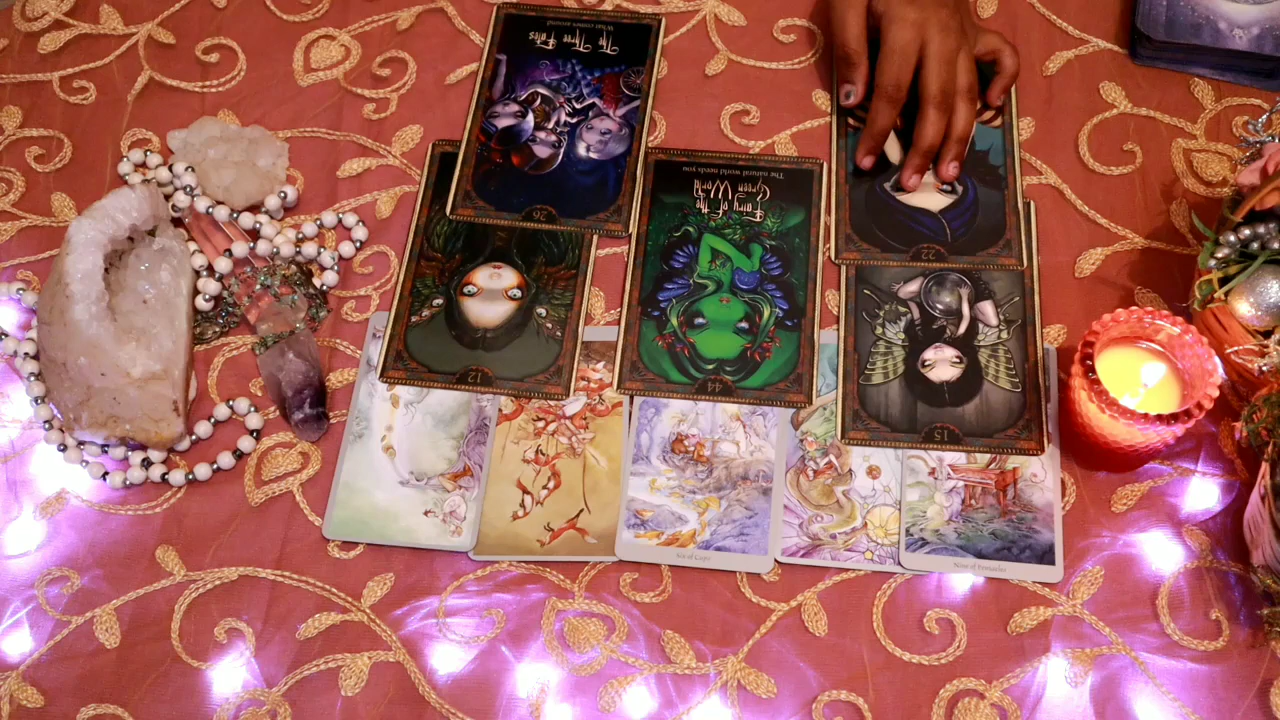 The Three Fates
What comes around
26
The natural world needs you
Fairy of the
Green World
22
12
44
15
Six of Cups
Nine of Pentacles